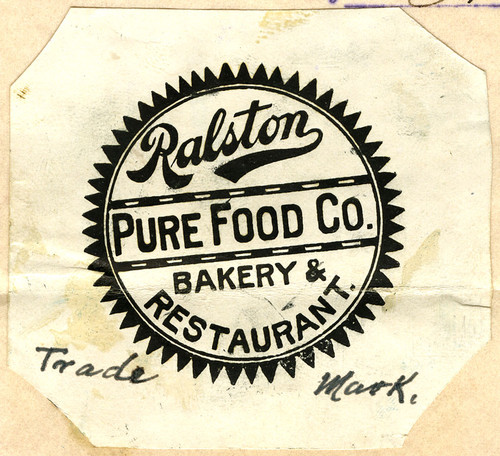 Ralston
PURE FOOD CO.
BAKERY &
RESTAURANT.
Trade Mark.